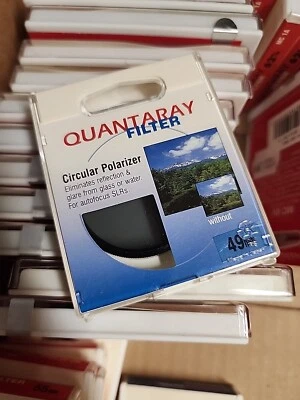 QUANTARAY
FILTER
Circular Polarizer
Eliminates reflection &
glare from glass or water
For autofocus SLRs
without
49